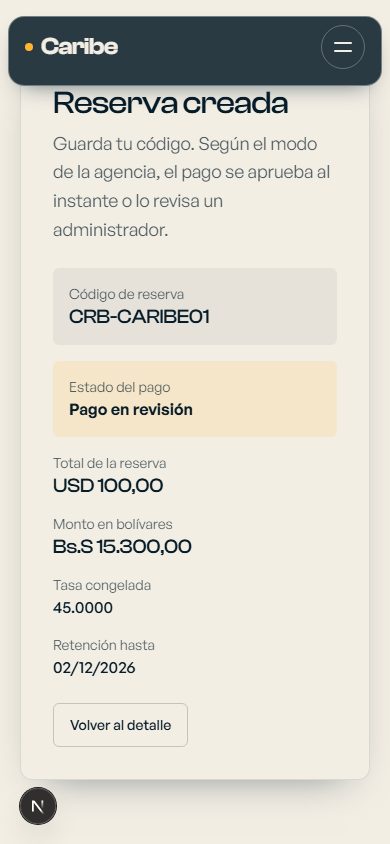 Caribe
Reserva creada
Guarda tu código. Según el modo
de la agencia, el pago se aprueba al
instante o lo revisa un
administrador.
Código de reserva
CRB-CARIBE01
Estado del pago
Pago en revisión
Total de la reserva
USD 100,00
Monto en bolívares
Bs.S 15.300,00
Tasa congelada
45.0000
Retención hasta
02/12/2026
Volver al detalle
N